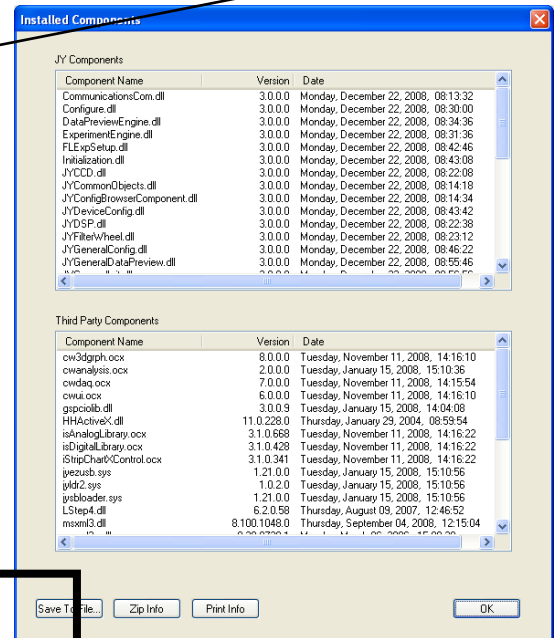 Installed Components
JY Components
Component Name Version Date
CommunicationsCom.dll 3.0.0.0 Monday, December 22, 2008, 08:13:32
Configure.dll 3.0.0.0 Monday, December 22, 2008, 08:30:00
DataPreviewEngine.dll 3.0.0.0 Monday, December 22, 2008, 08:34:36
ExperimentEngine.dll 3.0.0.0 Monday, December 22, 2008, 08:31:36
FLExpSetup.dll 3.0.0.0 Monday, December 22, 2008, 08:42:46
Initialization.dll 3.0.0.0 Monday, December 22, 2008, 08:43:08
JYCCD.dll 3.0.0.0 Monday, December 22, 2008, 08:22:08
JYCommonObjects.dll 3.0.0.0 Monday, December 22, 2008, 08:14:18
JYConfigBrowserComponent.dll 3.0.0.0 Monday, December 22, 2008, 08:14:34
JYDeviceConfig.dll 3.0.0.0 Monday, December 22, 2008, 08:43:42
JYDSP.dll 3.0.0.0 Monday, December 22, 2008, 08:22:38
JYFilterWheel.dll 3.0.0.0 Monday, December 22, 2008, 08:23:12
JYGeneralConfig.dll 3.0.0.0 Monday, December 22, 2008, 08:46:22
JYGeneralDataPreview.dll 3.0.0.0 Monday, December 22, 2008, 08:55:46
Third Party Components
Component Name Version Date
cw3dgrph.ocx 8.0.0.0 Tuesday, November 11, 2008, 14:16:10
cwanalysis.ocx 2.0.0.0 Tuesday, January 15, 2008, 15:10:36
cwdaq.ocx 7.0.0.0 Tuesday, November 11, 2008, 14:15:54
cwui.ocx 6.0.0.0 Tuesday, November 11, 2008, 14:16:10
gspciolib.dll 3.0.0.9 Tuesday, January 15, 2008, 14:04:08
HHActiveX.dll 11.0.228.0 Thursday, January 29, 2004, 08:59:54
isAnalogLibrary.ocx 3.1.0.668 Tuesday, November 11, 2008, 14:16:22
isDigitalLibrary.ocx 3.1.0.428 Tuesday, November 11, 2008, 14:16:22
iStripChartXControl.ocx 3.1.0.341 Tuesday, November 11, 2008, 14:16:22
jyezusb.sys 1.21.0.0 Tuesday, January 15, 2008, 15:10:56
jyldr2.sys 1.0.2.0 Tuesday, January 15, 2008, 15:10:56
jysbloader.sys 1.21.0.0 Tuesday, January 15, 2008, 15:10:56
LStep4.dll 6.2.0.58 Thursday, August 09, 2007, 12:46:52
msxml3.dll 8.100.1048.0 Thursday, September 04, 2008, 12:15:04
Save To File... Zip Info Print Info OK